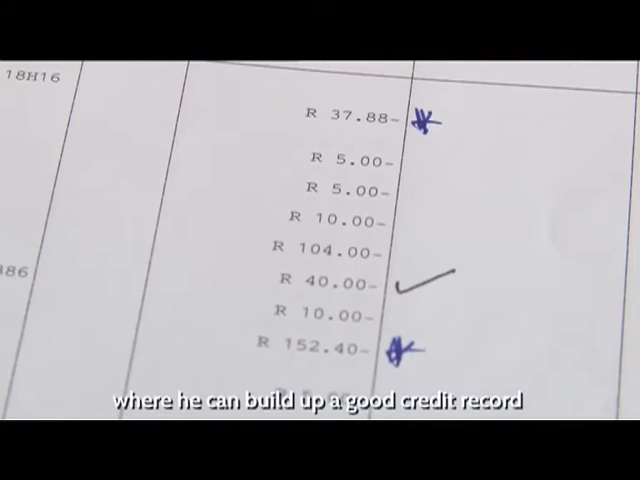 18H16
R 37.88-
R 5.00-
R 5.00-
R 10.00-
R 104.00-
R 40.00-
886
R 10.00-
R 152.40-
where he can build up a good credit record